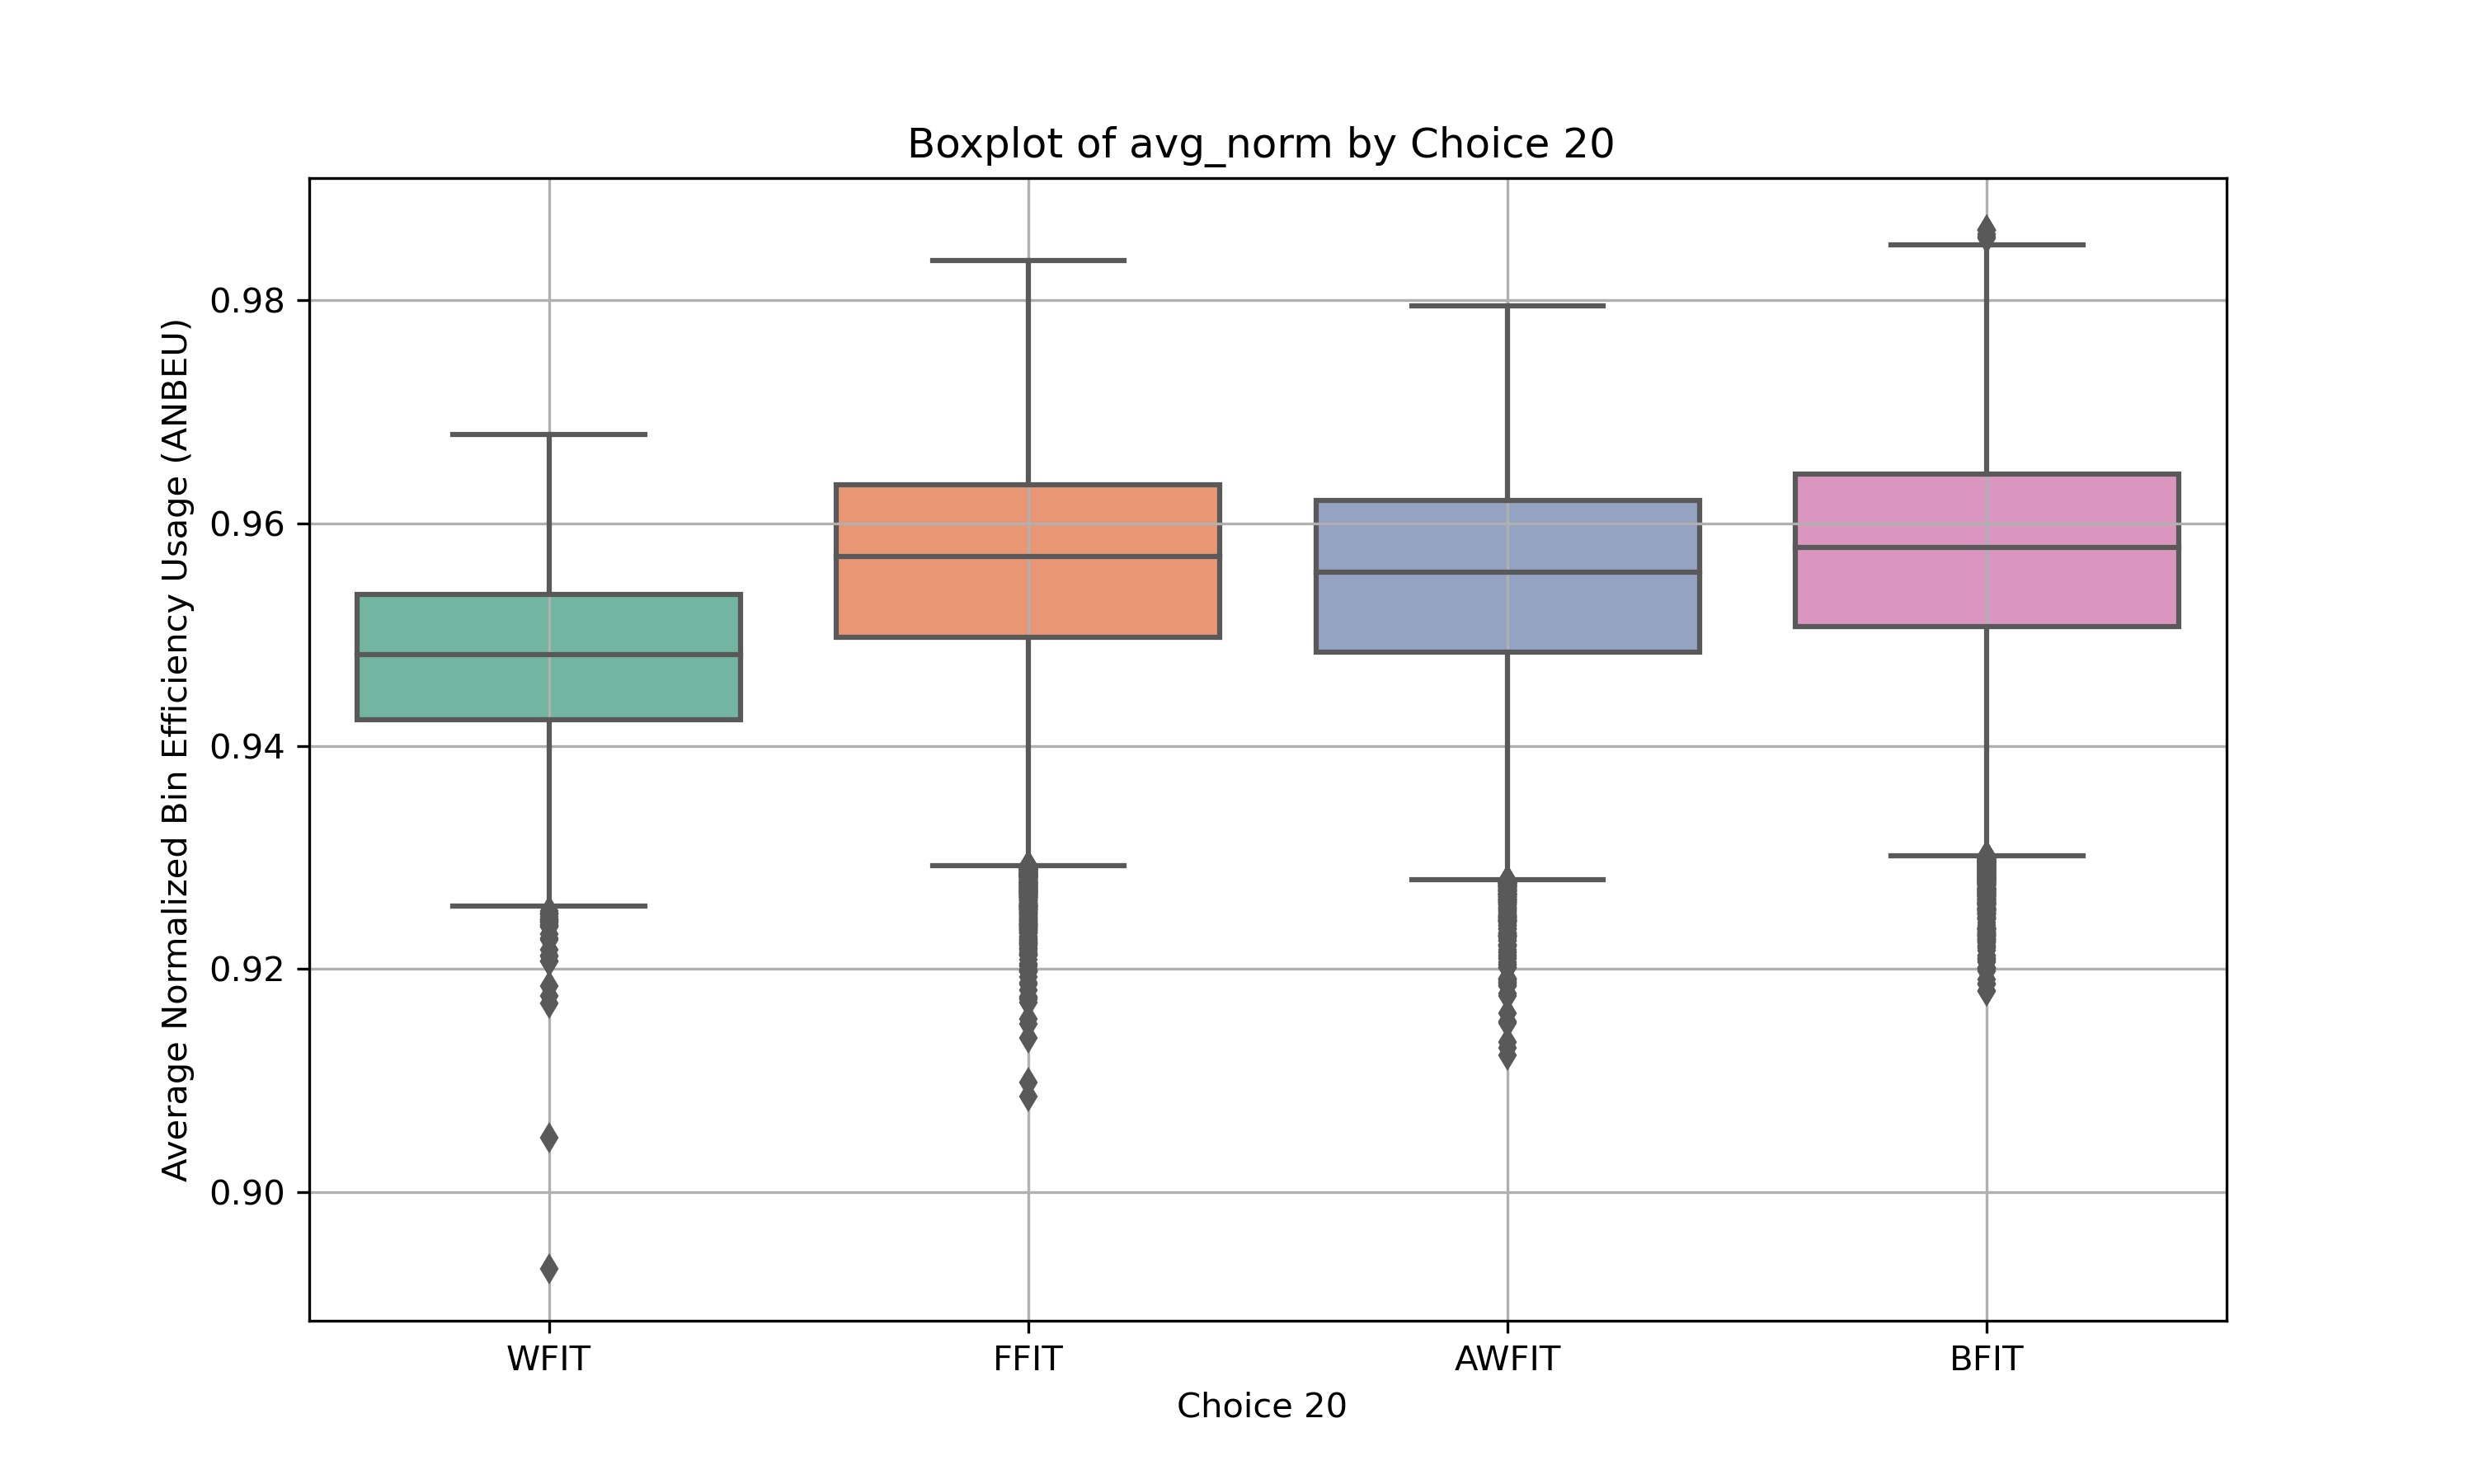 Boxplot of avg_norm by Choice 20
Average Normalized Bin Efficiency Usage (ANBEU)
0.98
0.96
0.94
0.92
0.90
WFIT FFIT AWFIT BFIT
Choice 20